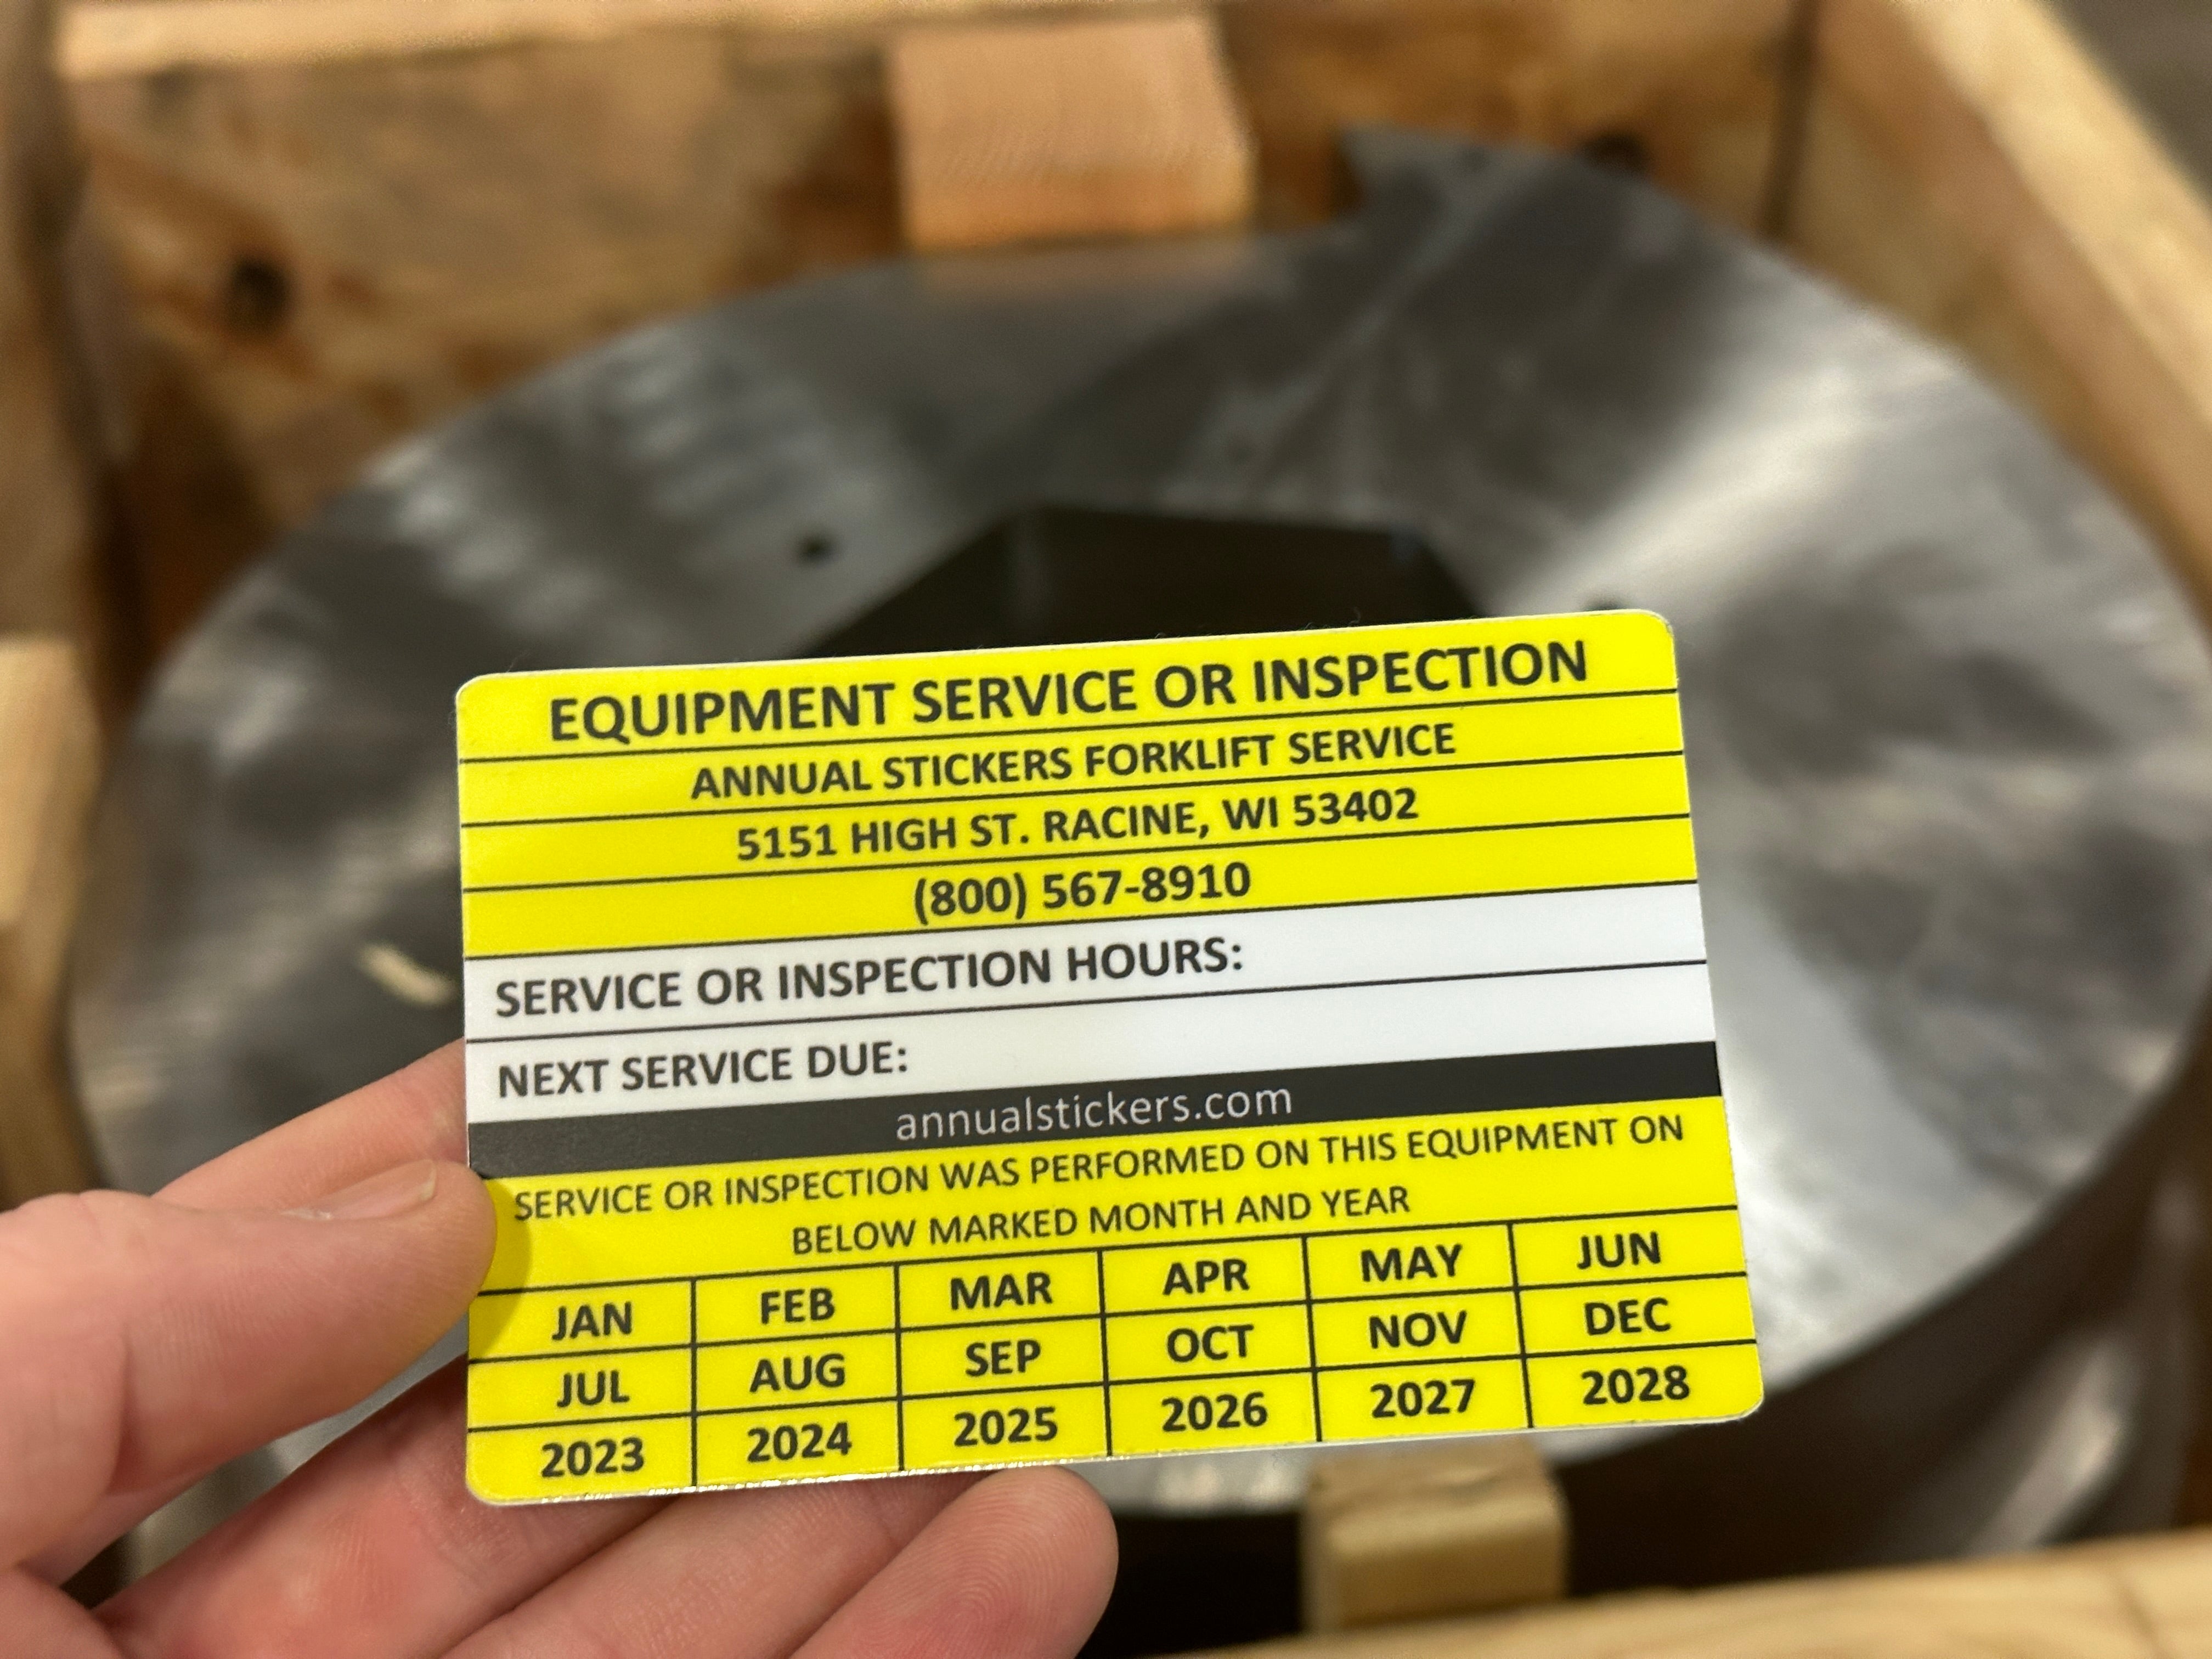 EQUIPMENT SERVICE OR INSPECTION
ANNUAL STICKERS FORKLIFT SERVICE
5151 HIGH ST. RACINE, WI 53402
(800) 567-8910
SERVICE OR INSPECTION HOURS:
NEXT SERVICE DUE:
annualstickers.com
SERVICE OR INSPECTION WAS PERFORMED ON THIS EQUIPMENT ON
BELOW MARKED MONTH AND YEAR
JAN FEB MAR APR MAY JUN
JUL AUG SEP OCT NOV DEC
2023 2024 2025 2026 2027 2028